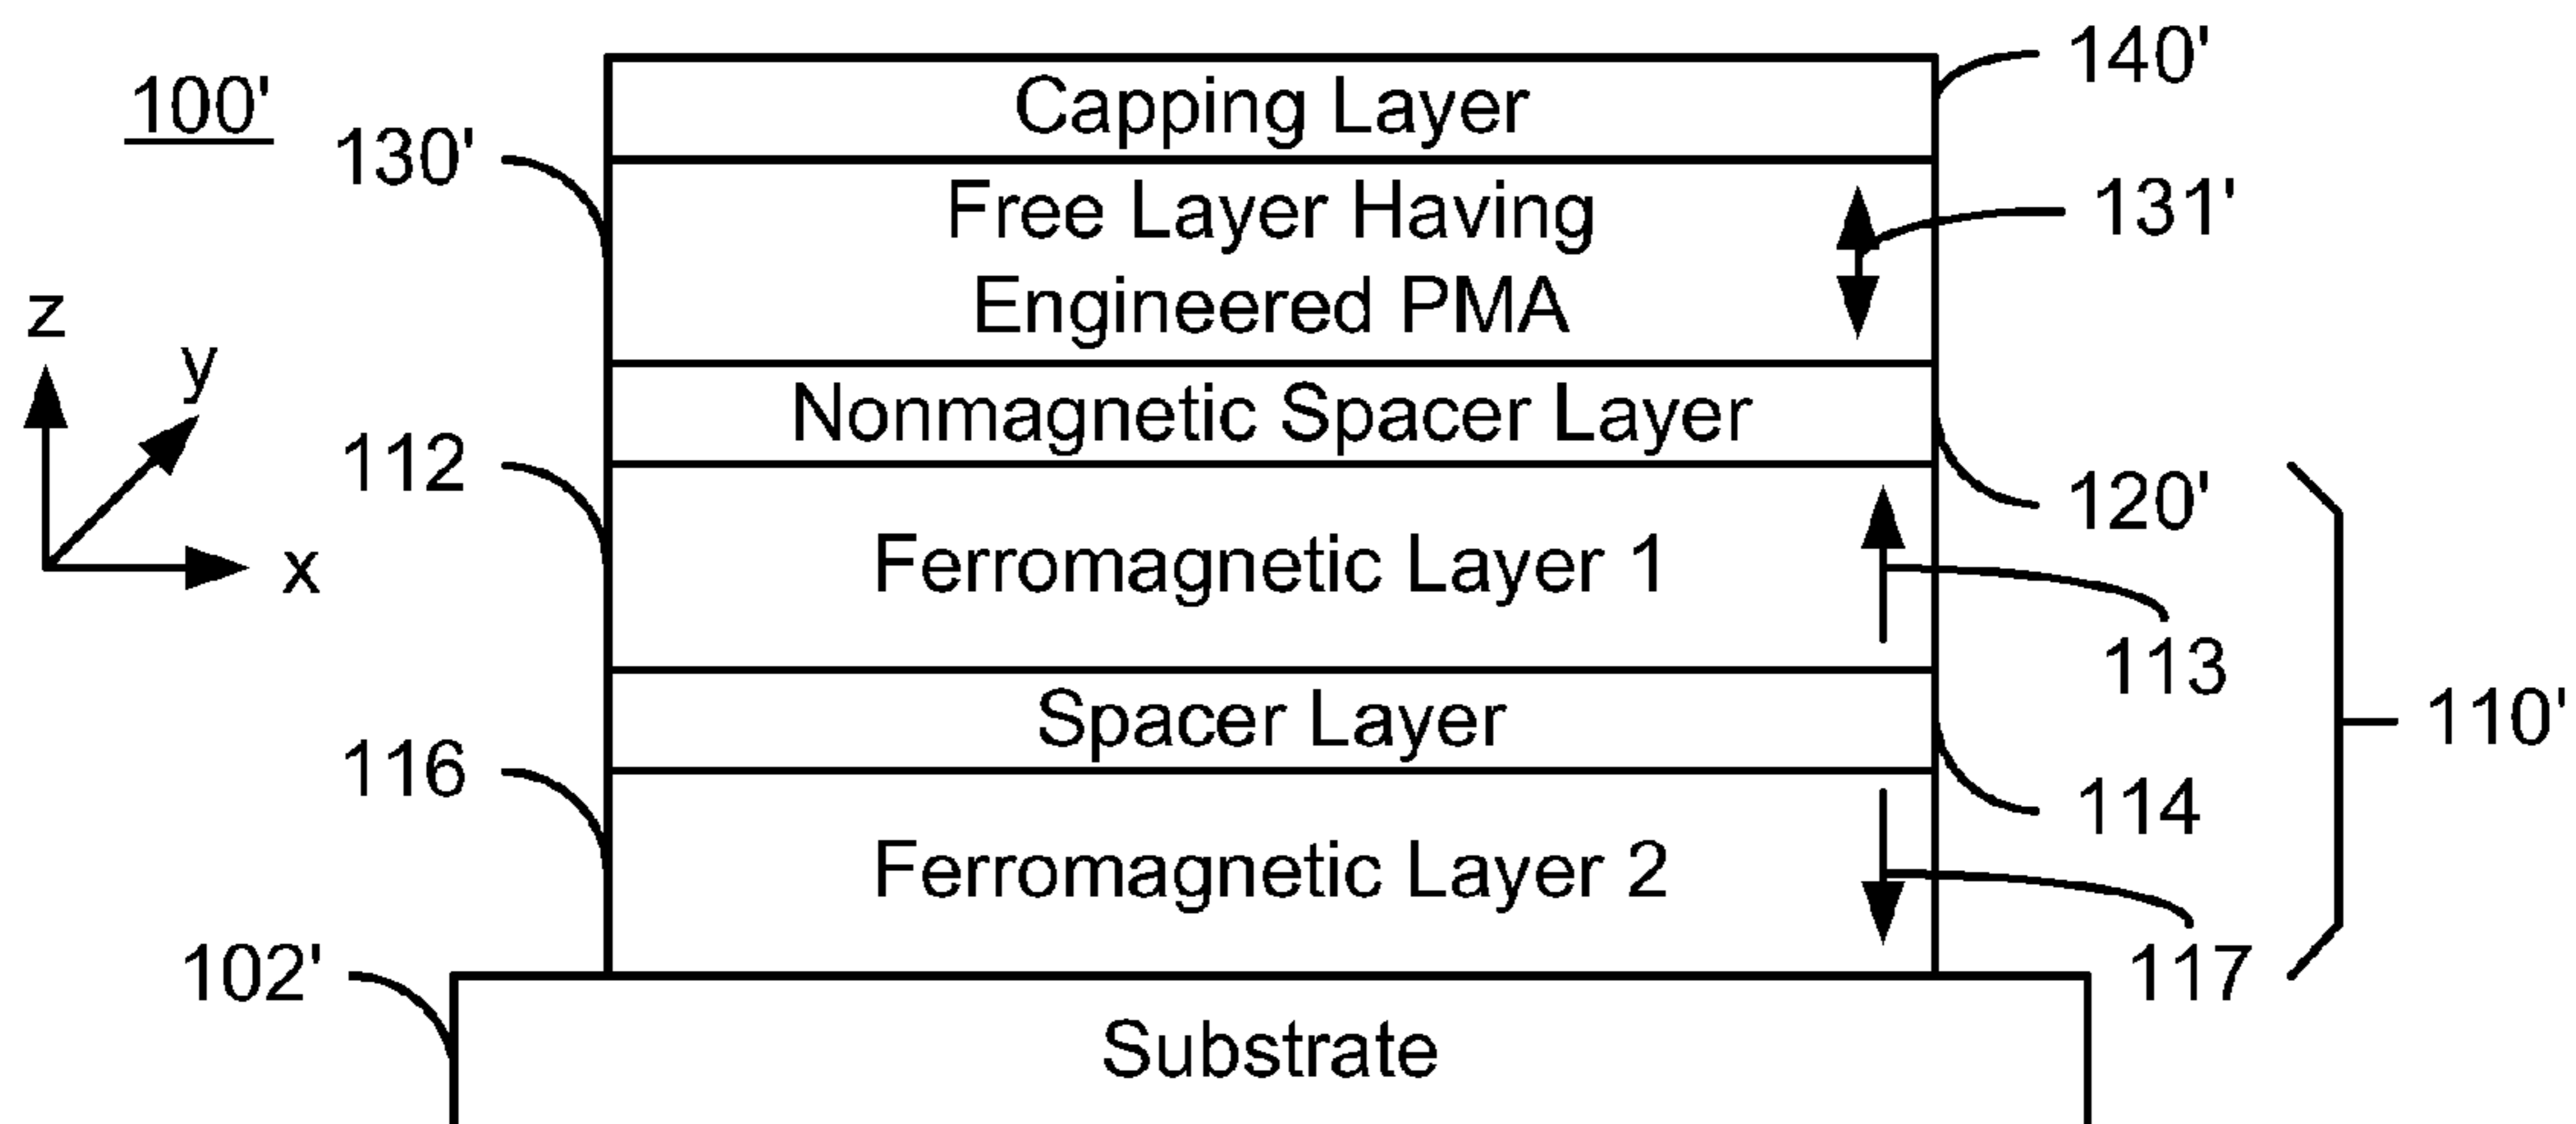 100'
140'
Capping Layer
130'
131'
Free Layer Having
Engineered PMA
z
y
x
Nonmagnetic Spacer Layer
112
120'
Ferromagnetic Layer 1
113
110'
Spacer Layer
116
114
Ferromagnetic Layer 2
117
102'
Substrate